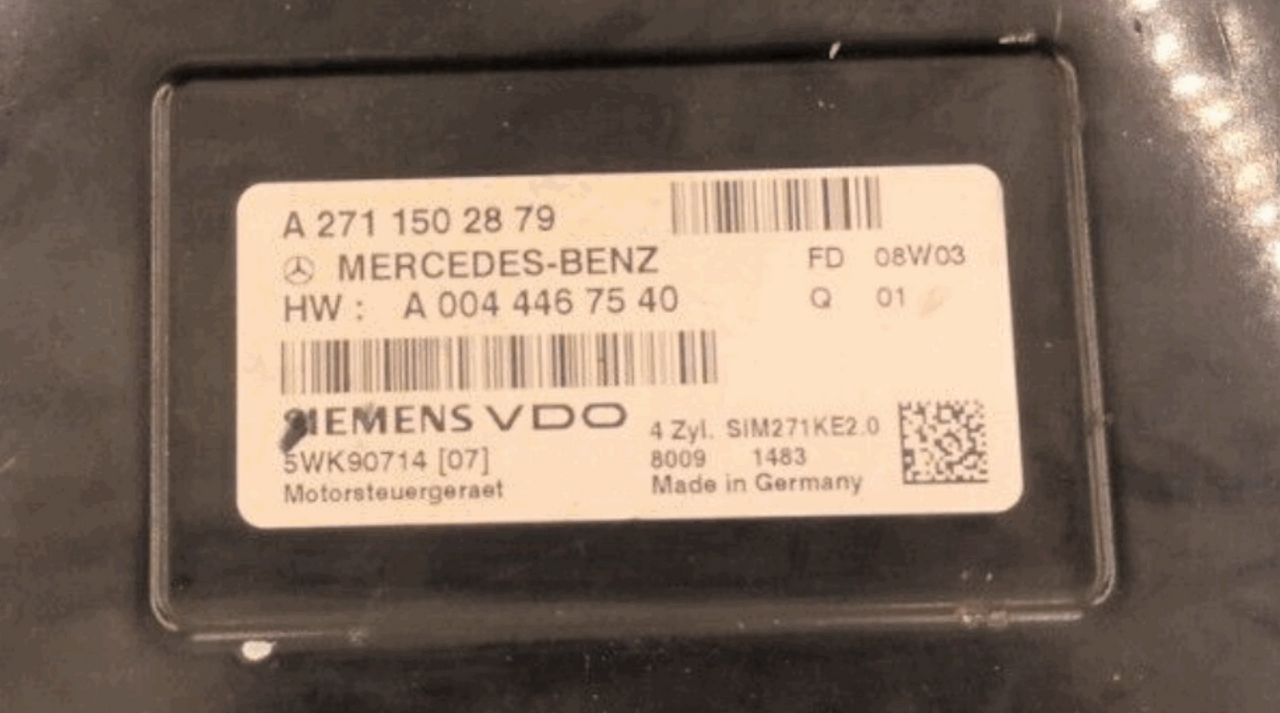 A 271 150 28 79
MERCEDES-BENZ
FD 08W03
HW : A 004 446 75 40
Q 01
SIEMENS VDO
5WK90714 [07]
Motorsteuergeraet
4 Zyl. SIM271KE2.0
8009 1483
Made in Germany